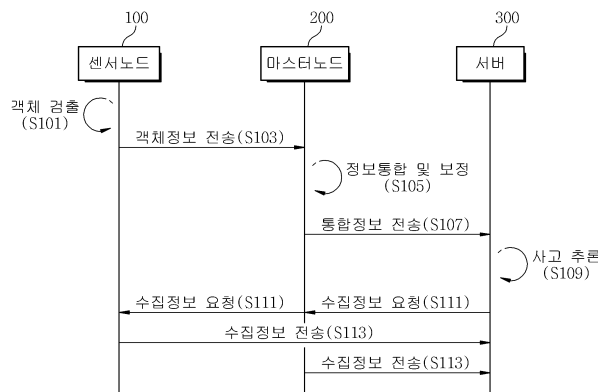 100 200 300
센서노드 마스터노드 서버
객체 검출
(S101)
객체정보 전송(S103)
정보통합 및 보정
(S105)
통합정보 전송(S107)
사고 추론
(S109)
수집정보 요청(S111) 수집정보 요청(S111)
수집정보 전송(S113)
수집정보 전송(S113)